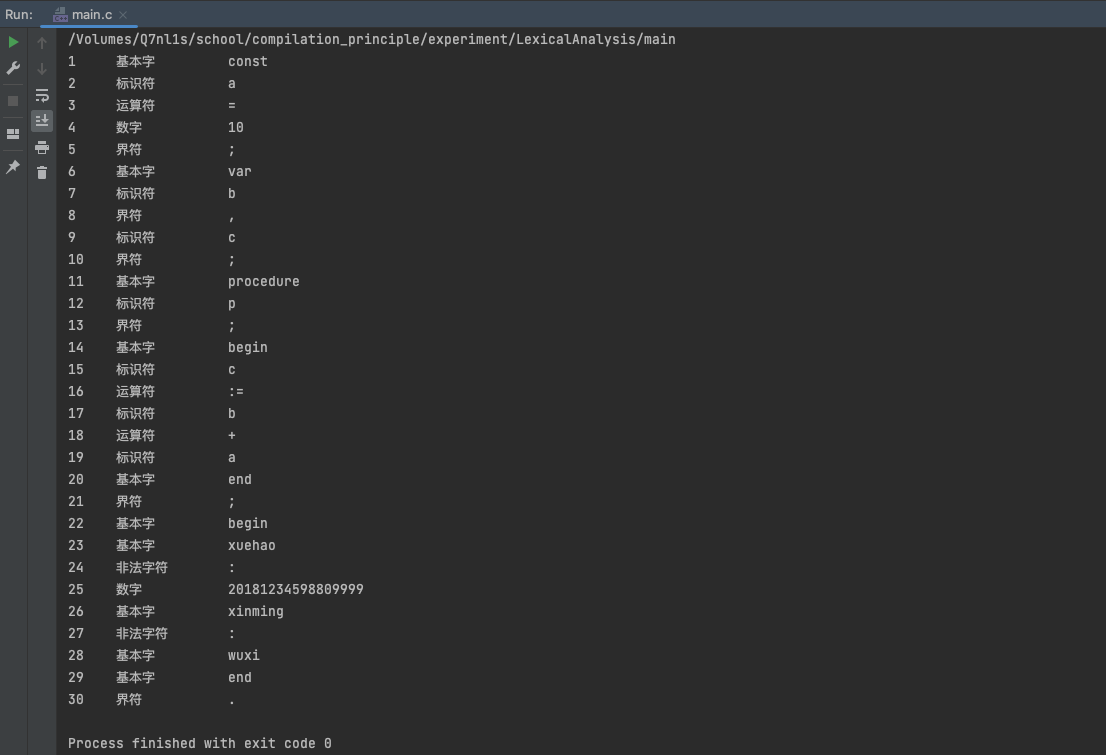 Run: main.c
/Volumes/Q7nl1s/school/compilation_principle/experiment/LexicalAnalysis/main
1 基本字 const
2 标识符 a
3 运算符 =
4 数字 10
5 界符 ;
6 基本字 var
7 标识符 b
8 界符 ,
9 标识符 c
10 界符 ;
11 基本字 procedure
12 标识符 p
13 界符 ;
14 基本字 begin
15 标识符 c
16 运算符 :=
17 标识符 b
18 运算符 +
19 标识符 a
20 基本字 end
21 界符 ;
22 基本字 begin
23 基本字 xuehao
24 非法字符 :
25 数字 20181234598809999
26 基本字 xinming
27 非法字符 :
28 基本字 wuxi
29 基本字 end
30 界符 .
Process finished with exit code 0